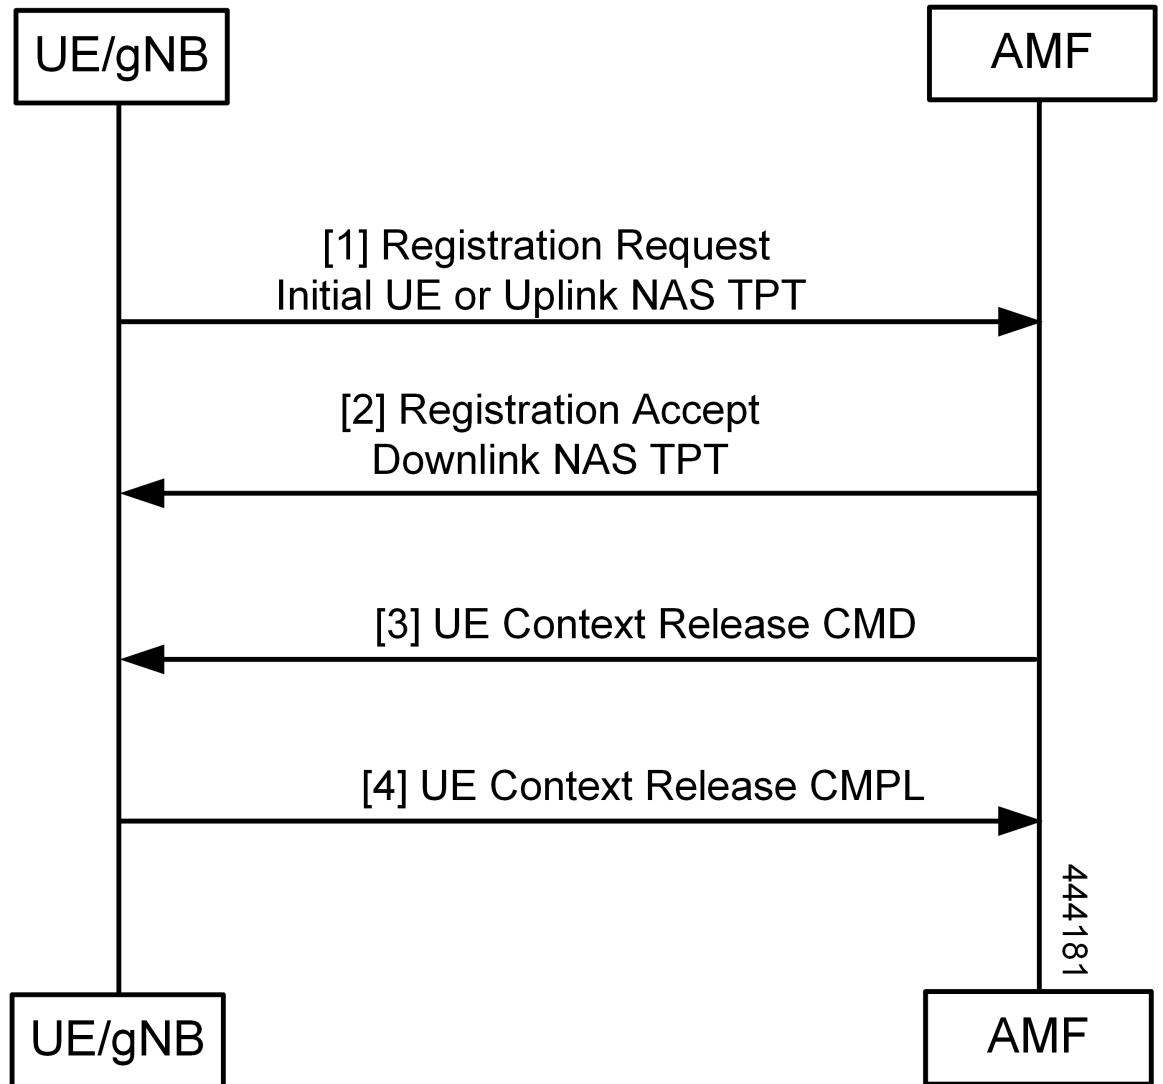 UE/gNB
AMF
[1] Registration Request
Initial UE or Uplink NAS TPT
[2] Registration Accept
Downlink NAS TPT
[3] UE Context Release CMD
[4] UE Context Release CMPL
444181
UE/gNB
AMF